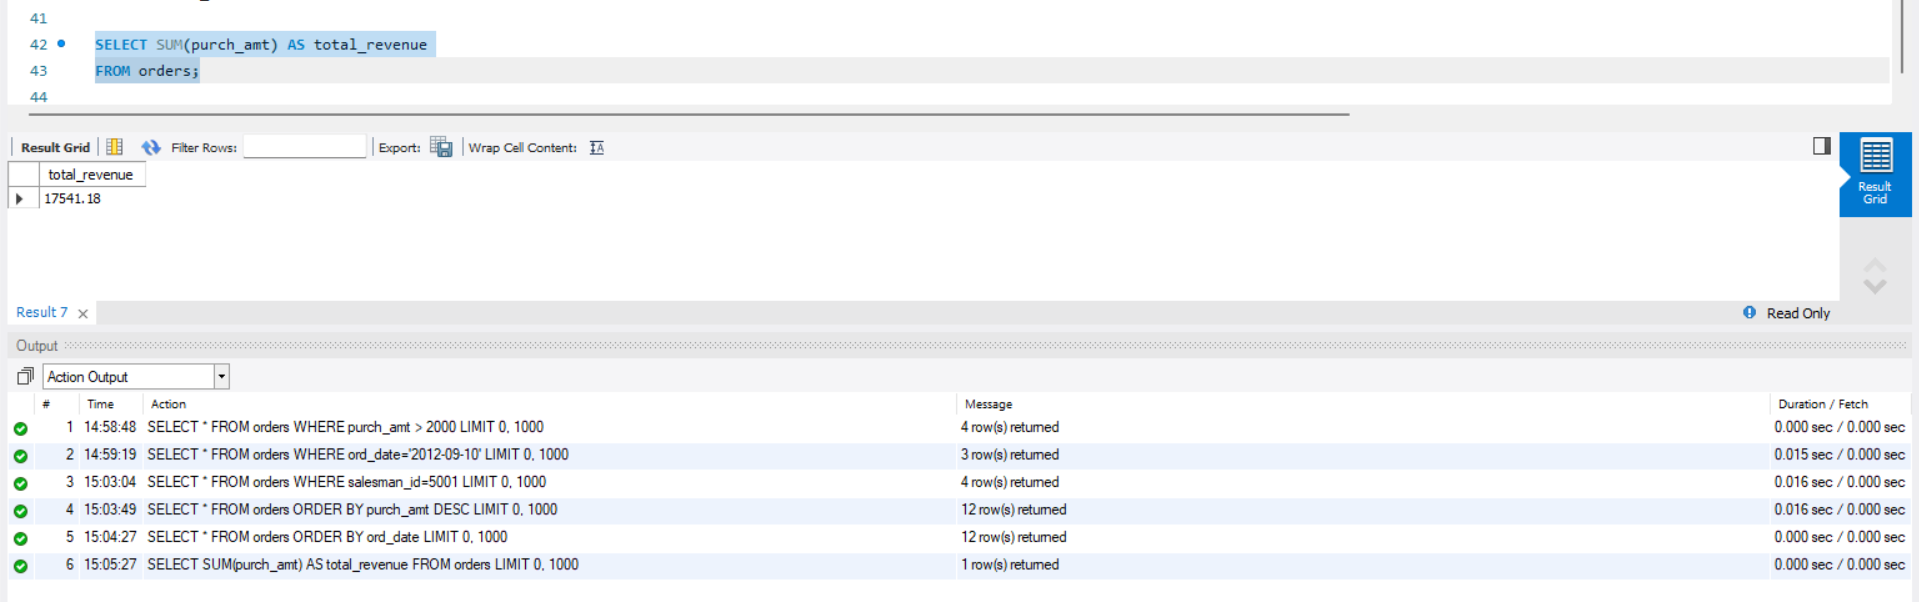 41
42 SELECT SUM(purch_amt) AS total_revenue
43 FROM orders;
44
Result Grid Filter Rows: Export: Wrap Cell Content: IA
total_revenue
17541.18
Result Grid
Result 7 × Read Only
Output
Action Output
# Time Action Message Duration / Fetch
1 14:58:48 SELECT * FROM orders WHERE purch_amt > 2000 LIMIT 0, 1000 4 row(s) returned 0.000 sec / 0.000 sec
2 14:59:19 SELECT * FROM orders WHERE ord_date='2012-09-10' LIMIT 0, 1000 3 row(s) returned 0.015 sec / 0.000 sec
3 15:03:04 SELECT * FROM orders WHERE salesman_id=5001 LIMIT 0, 1000 4 row(s) returned 0.016 sec / 0.000 sec
4 15:03:49 SELECT * FROM orders ORDER BY purch_amt DESC LIMIT 0, 1000 12 row(s) returned 0.016 sec / 0.000 sec
5 15:04:27 SELECT * FROM orders ORDER BY ord_date LIMIT 0, 1000 12 row(s) returned 0.000 sec / 0.000 sec
6 15:05:27 SELECT SUM(purch_amt) AS total_revenue FROM orders LIMIT 0, 1000 1 row(s) returned 0.000 sec / 0.000 sec